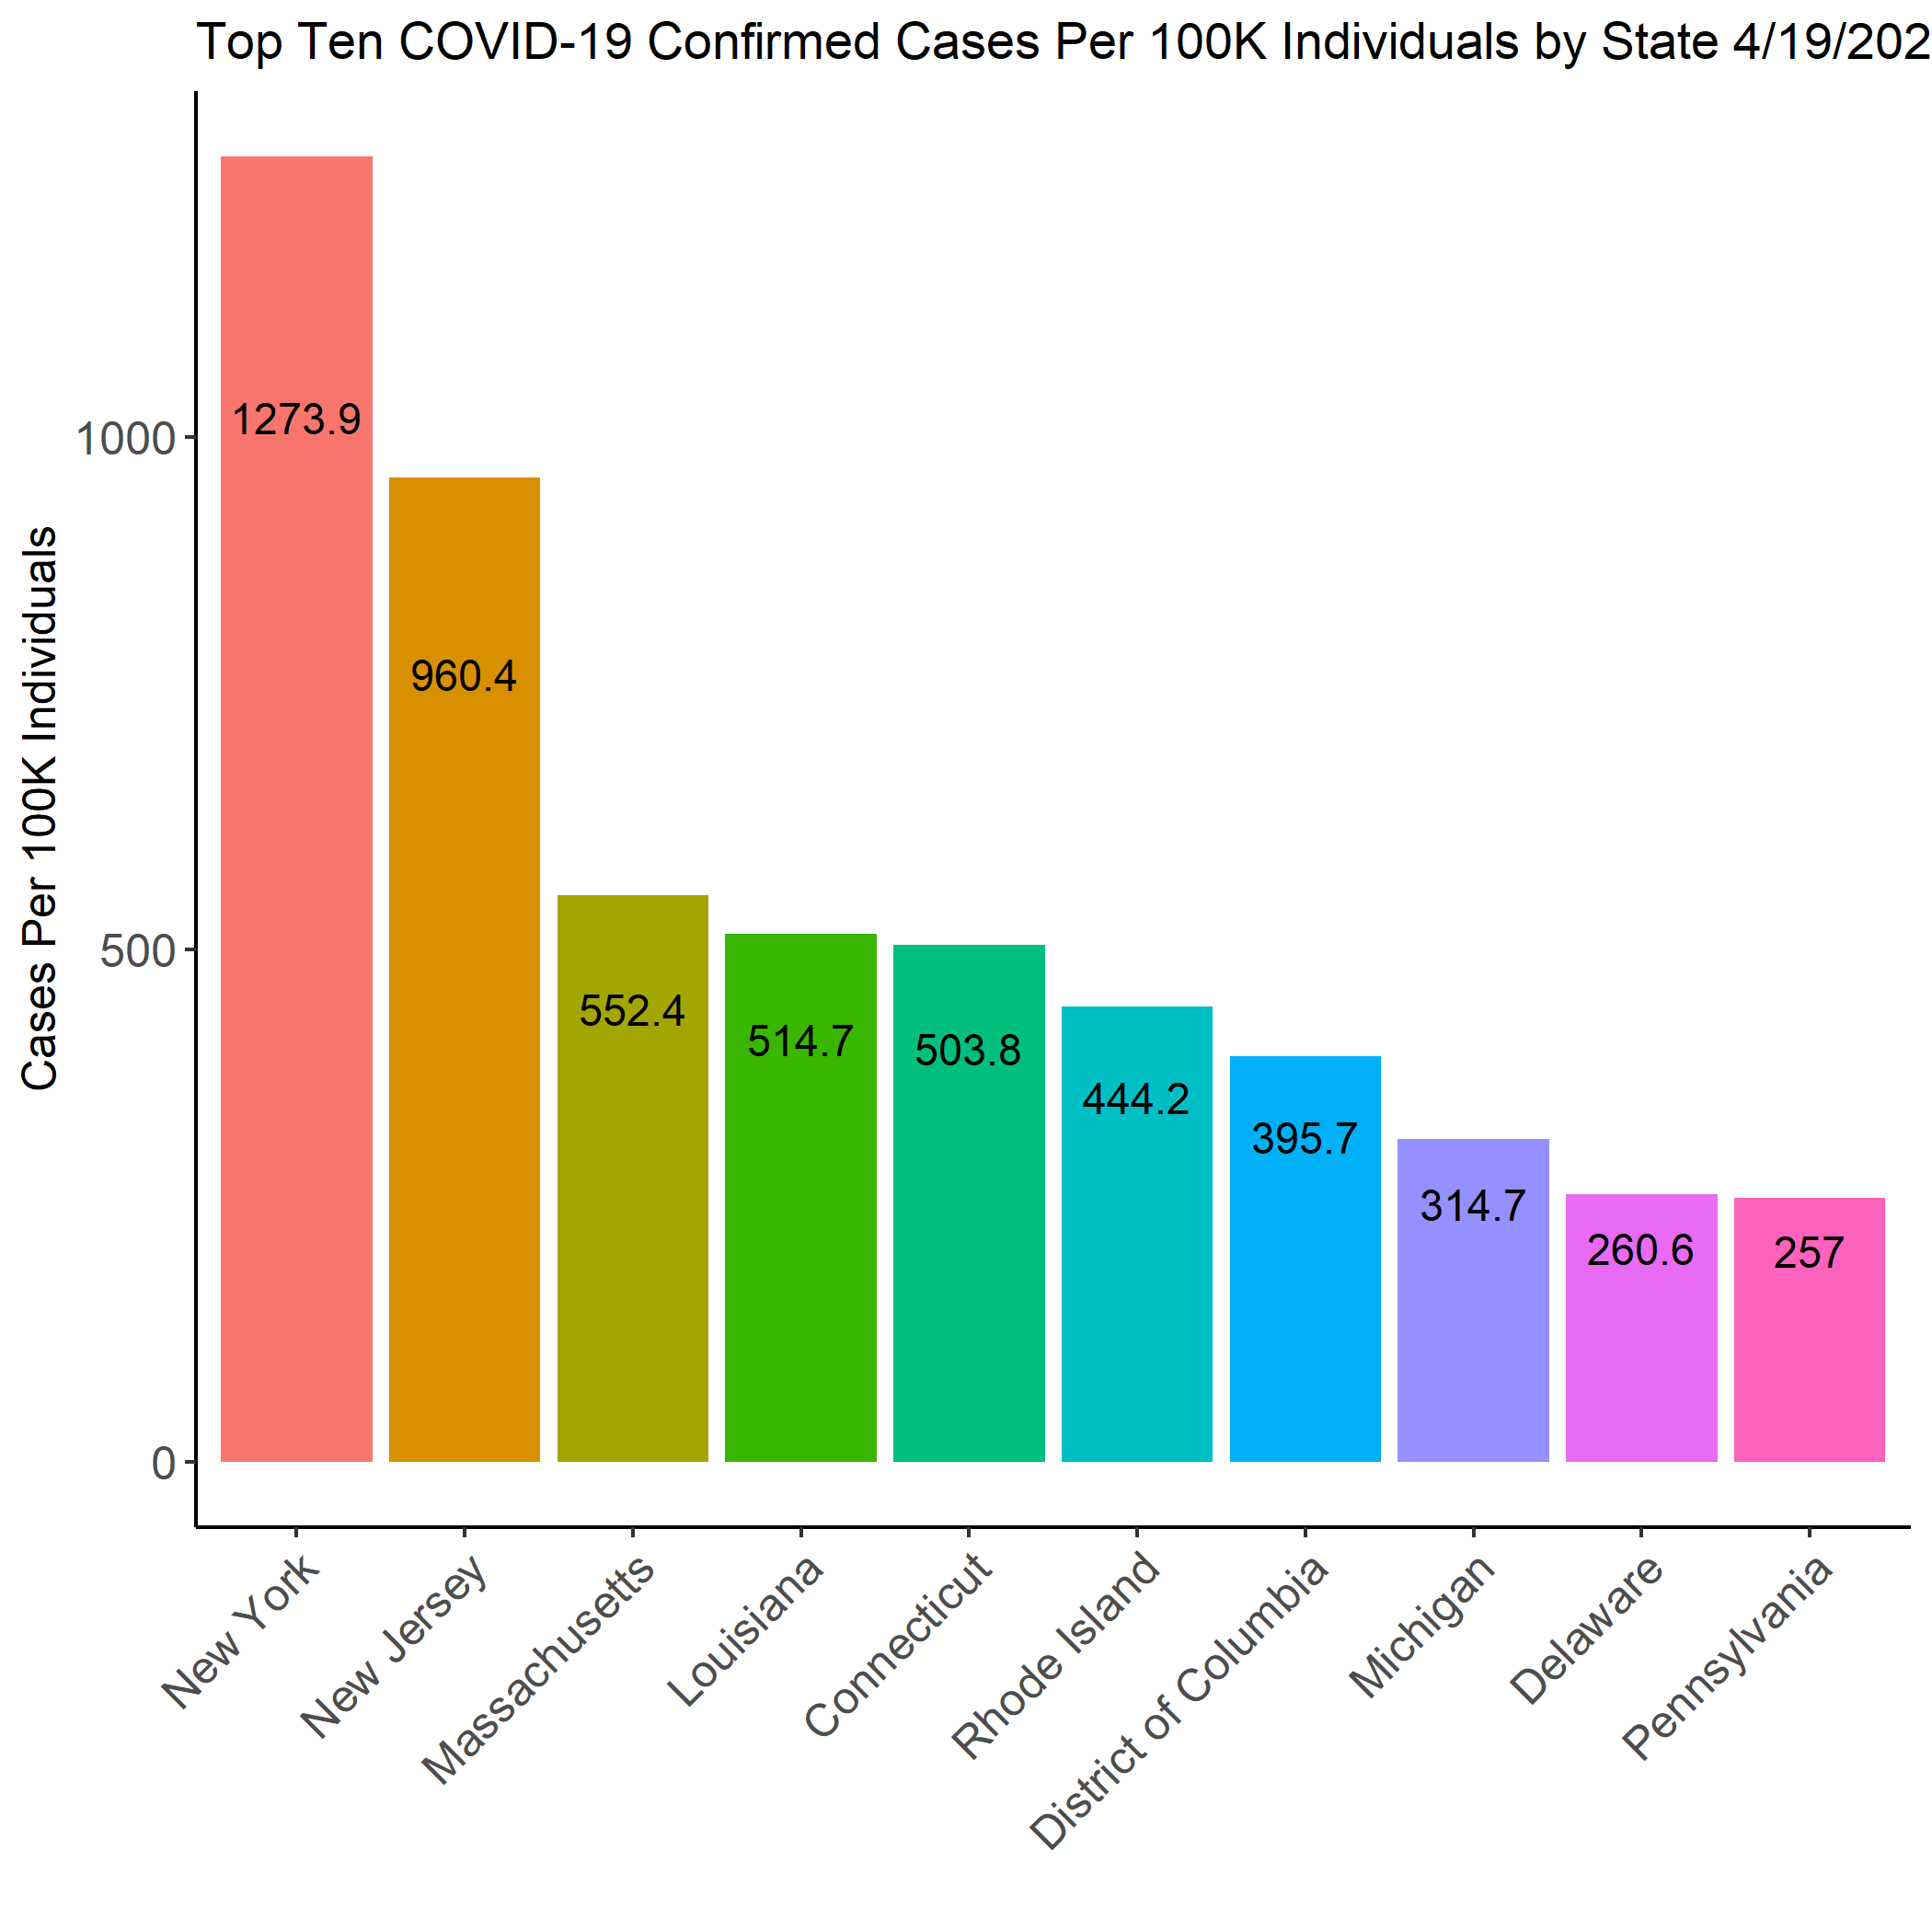 Top Ten COVID-19 Confirmed Cases Per 100K Individuals by State 4/19/202
Cases Per 100K Individuals
1000
500
0
1273.9
960.4
552.4
514.7
503.8
444.2
395.7
314.7
260.6
257
New York
New Jersey
Massachusetts
Louisiana
Connecticut
Rhode Island
District of Columbia
Michigan
Delaware
Pennsylvania